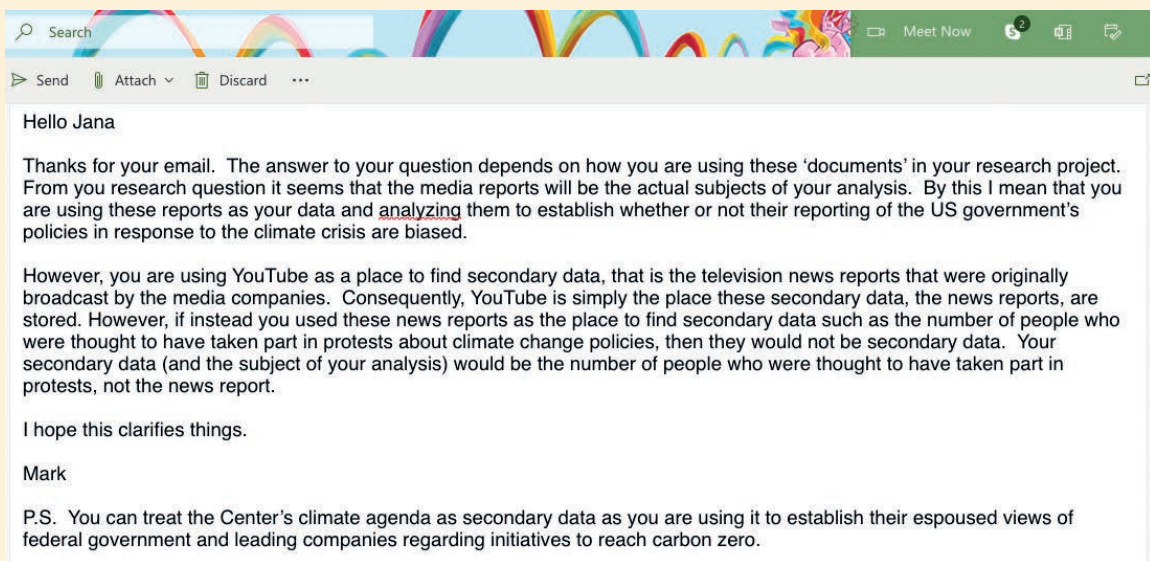 Search
Meet Now
2
Send Attach Discard ...
Hello Jana
Thanks for your email. The answer to your question depends on how you are using these ‘documents’ in your research project.
From you research question it seems that the media reports will be the actual subjects of your analysis. By this I mean that you
are using these reports as your data and analyzing them to establish whether or not their reporting of the US government’s
policies in response to the climate crisis are biased.
However, you are using YouTube as a place to find secondary data, that is the television news reports that were originally
broadcast by the media companies. Consequently, YouTube is simply the place these secondary data, the news reports, are
stored. However, if instead you used these news reports as the place to find secondary data such as the number of people who
were thought to have taken part in protests about climate change policies, then they would not be secondary data. Your
secondary data (and the subject of your analysis) would be the number of people who were thought to have taken part in
protests, not the news report.
I hope this clarifies things.
Mark
P.S. You can treat the Center’s climate agenda as secondary data as you are using it to establish their espoused views of
federal government and leading companies regarding initiatives to reach carbon zero.